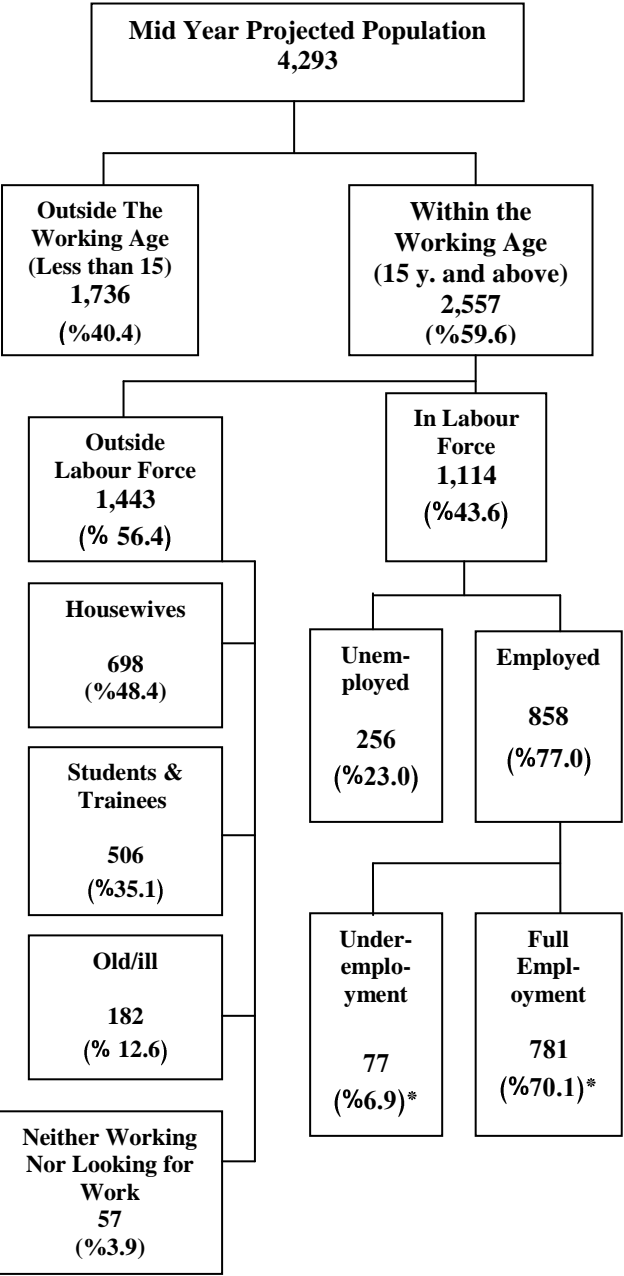 Mid Year Projected Population
4,293
Outside The
Working Age
(Less than 15)
1,736
(%40.4)
Within the
Working Age
(15 y. and above)
2,557
(%59.6)
Outside
Labour Force
1,443
(% 56.4)
In Labour
Force
1,114
(%43.6)
Housewives
698
(%48.4)
Students &
Trainees
506
(%35.1)
Old/ill
182
(% 12.6)
Neither Working
Nor Looking for
Work
57
(%3.9)
Unem-
ployed
256
(%23.0)
Employed
858
(%77.0)
Under-
emplo-
yment
77
(%6.9)*
Full
Empl-
oyment
781
(%70.1)*